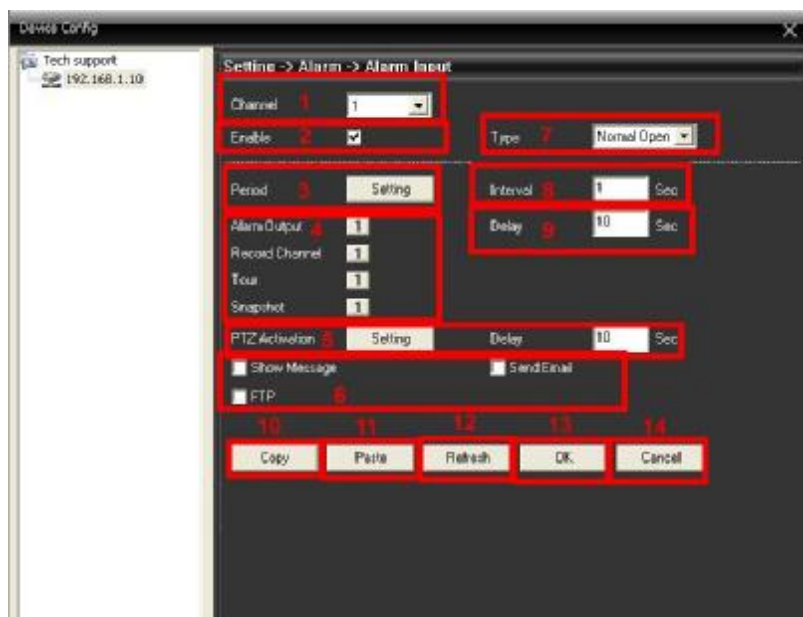 Device Config
Tech support
192.168.1.10
Setting -> Alarm -> Alarm Input
Channel 1 1
Enable 2 Type 7 Normal Open
Period 3 Setting Interval 8 1 Sec
Alarm Output 4 1 Delay 9 10 Sec
Record Channel 1
Tour 1
Snapshot 1
PTZ Activation 5 Setting Delay 10 Sec
Show Message Send Email
FTP 6
10 11 12 13 14
Copy Paste Refresh OK Cancel